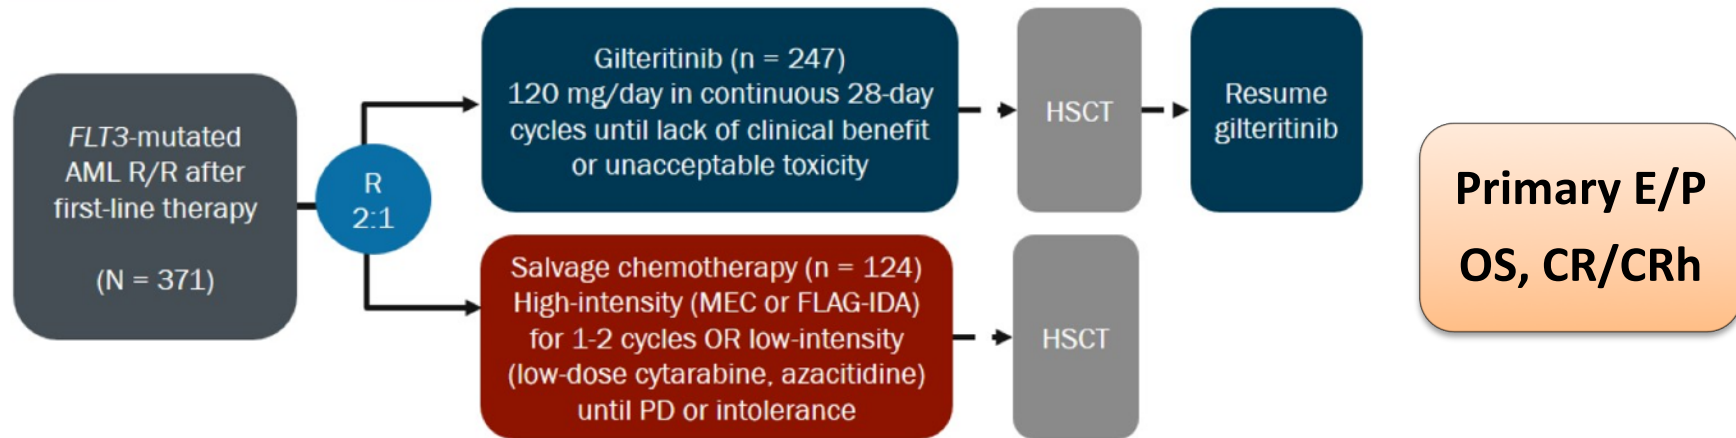 FLT3-mutated
AML R/R after
first-line therapy
(N = 371)
R
2:1
Gilteritinib (n = 247)
120 mg/day in continuous 28-day
cycles until lack of clinical benefit
or unacceptable toxicity
HSCT
Resume
gilteritinib
Salvage chemotherapy (n = 124)
High-intensity (MEC or FLAG-IDA)
for 1-2 cycles OR low-intensity
(low-dose cytarabine, azacitidine)
until PD or intolerance
HSCT
Primary E/P
OS, CR/CRh